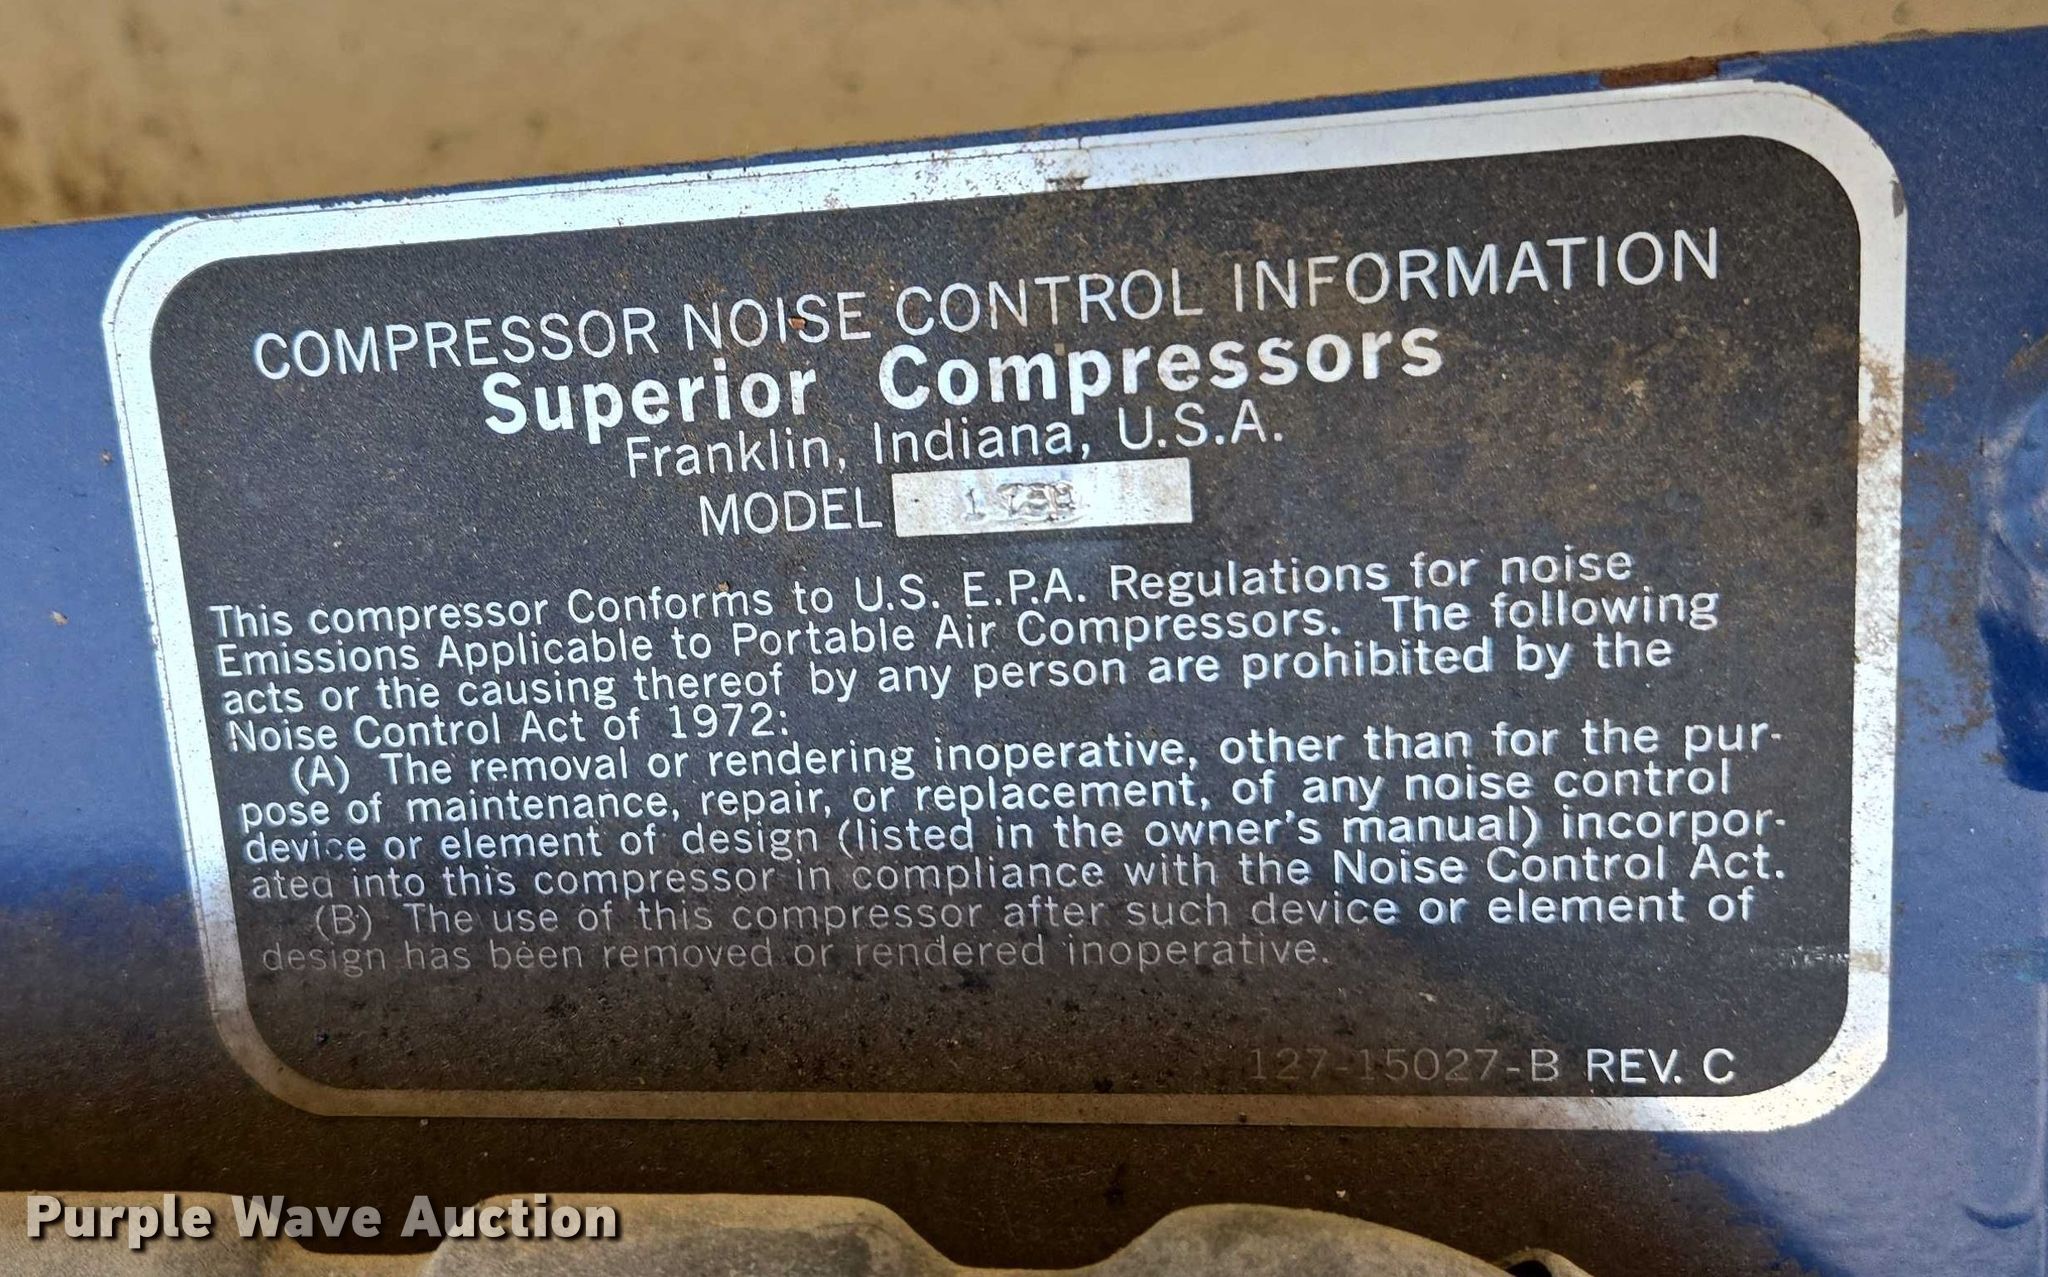 COMPRESSOR NOISE CONTROL INFORMATION
Superior Compressors
Franklin, Indiana, U.S.A.
MODEL
This compressor Conforms to U.S. E.P.A. Regulations for noise
Emissions Applicable to Portable Air Compressors. The following
acts or the causing thereof by any person are prohibited by the
Noise Control Act of 1972:
(A) The removal or rendering inoperative, other than for the pur-
pose of maintenance, repair, or replacement, of any noise control
device or element of design (listed in the owner's manual) incorpor-
ated into this compressor in compliance with the Noise Control Act.
(B) The use of this compressor after such device or element of
design has been removed or rendered inoperative.
127-15027-B REV. C
Purple Wave Auction